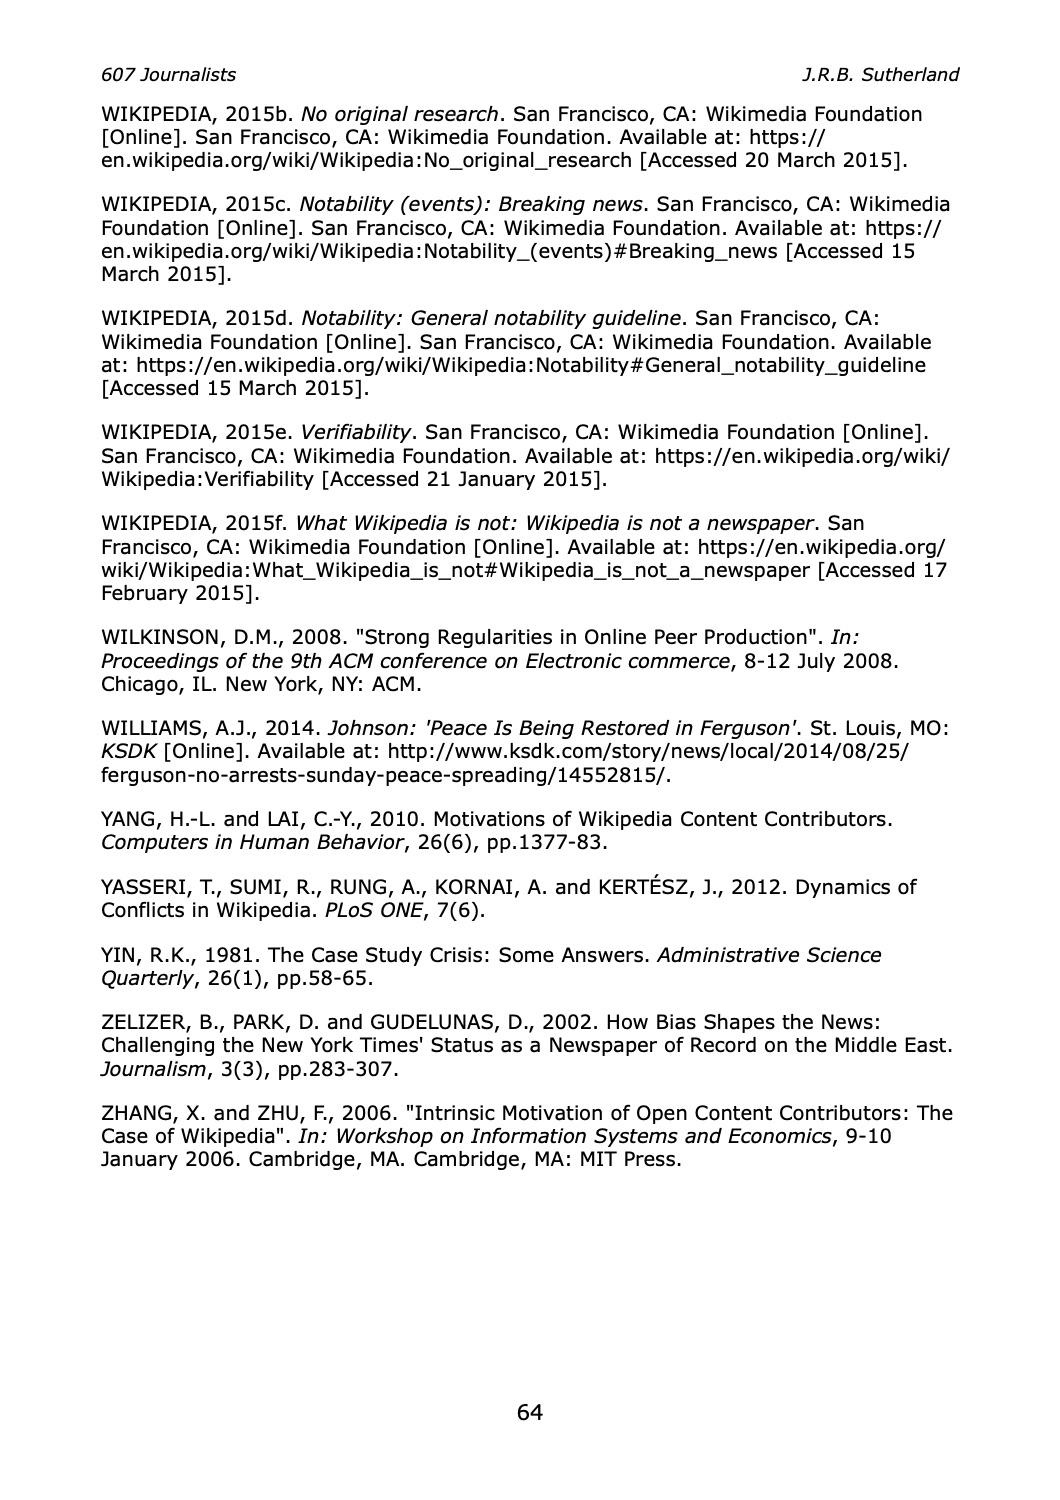 607 Journalists J.R.B. Sutherland
WIKIPEDIA, 2015b. No original research. San Francisco, CA: Wikimedia Foundation
[Online]. San Francisco, CA: Wikimedia Foundation. Available at: https://
en.wikipedia.org/wiki/Wikipedia:No_original_research [Accessed 20 March 2015].
WIKIPEDIA, 2015c. Notability (events): Breaking news. San Francisco, CA: Wikimedia
Foundation [Online]. San Francisco, CA: Wikimedia Foundation. Available at: https://
en.wikipedia.org/wiki/Wikipedia:Notability_(events)#Breaking_news [Accessed 15
March 2015].
WIKIPEDIA, 2015d. Notability: General notability guideline. San Francisco, CA:
Wikimedia Foundation [Online]. San Francisco, CA: Wikimedia Foundation. Available
at: https://en.wikipedia.org/wiki/Wikipedia:Notability#General_notability_guideline
[Accessed 15 March 2015].
WIKIPEDIA, 2015e. Verifiability. San Francisco, CA: Wikimedia Foundation [Online].
San Francisco, CA: Wikimedia Foundation. Available at: https://en.wikipedia.org/wiki/
Wikipedia:Verifiability [Accessed 21 January 2015].
WIKIPEDIA, 2015f. What Wikipedia is not: Wikipedia is not a newspaper. San
Francisco, CA: Wikimedia Foundation [Online]. Available at: https://en.wikipedia.org/
wiki/Wikipedia:What_Wikipedia_is_not#Wikipedia_is_not_a_newspaper [Accessed 17
February 2015].
WILKINSON, D.M., 2008. "Strong Regularities in Online Peer Production". In:
Proceedings of the 9th ACM conference on Electronic commerce, 8-12 July 2008.
Chicago, IL. New York, NY: ACM.
WILLIAMS, A.J., 2014. Johnson: 'Peace Is Being Restored in Ferguson'. St. Louis, MO:
KSDK [Online]. Available at: http://www.ksdk.com/story/news/local/2014/08/25/
ferguson-no-arrests-sunday-peace-spreading/14552815/.
YANG, H.-L. and LAI, C.-Y., 2010. Motivations of Wikipedia Content Contributors.
Computers in Human Behavior, 26(6), pp.1377-83.
YASSERI, T., SUMI, R., RUNG, A., KORNAI, A. and KERTÉSZ, J., 2012. Dynamics of
Conflicts in Wikipedia. PLoS ONE, 7(6).
YIN, R.K., 1981. The Case Study Crisis: Some Answers. Administrative Science
Quarterly, 26(1), pp.58-65.
ZELIZER, B., PARK, D. and GUDELUNAS, D., 2002. How Bias Shapes the News:
Challenging the New York Times' Status as a Newspaper of Record on the Middle East.
Journalism, 3(3), pp.283-307.
ZHANG, X. and ZHU, F., 2006. "Intrinsic Motivation of Open Content Contributors: The
Case of Wikipedia". In: Workshop on Information Systems and Economics, 9-10
January 2006. Cambridge, MA. Cambridge, MA: MIT Press.
64